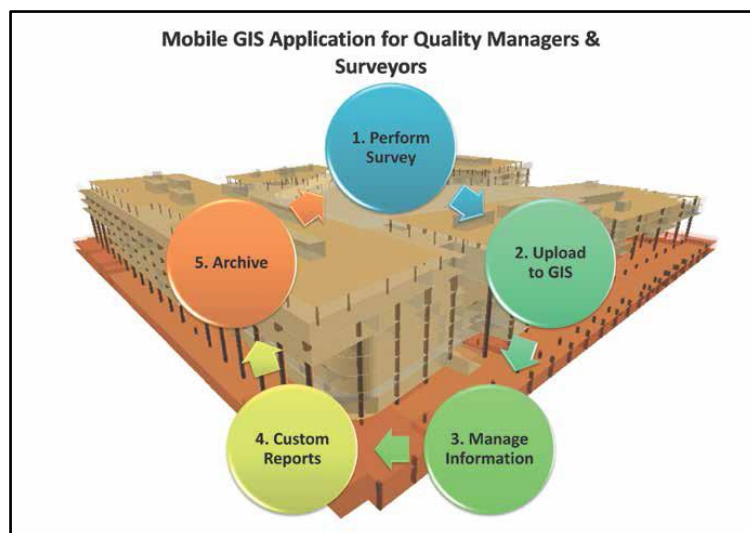 Mobile GIS Application for Quality Managers &
Surveyors
1. Perform
Survey
2. Upload
to GIS
3. Manage
Information
4. Custom
Reports
5. Archive